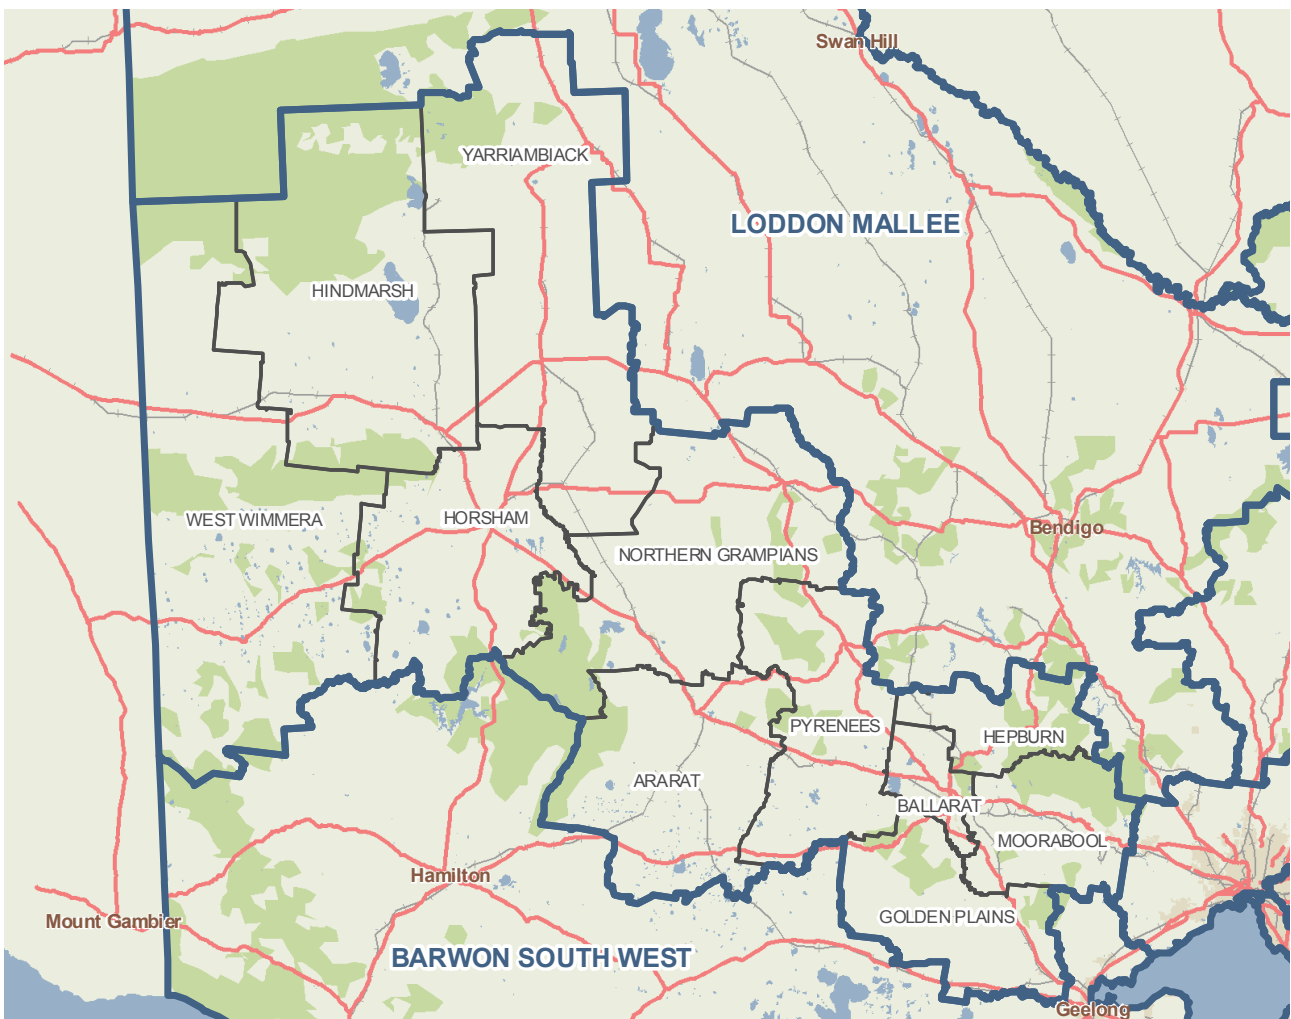 Swan Hill
YARRIAMBIACK
LODDON MALLEE
HINDMARSH
WEST WIMMERA
HORSHAM
Bendigo
NORTHERN GRAMPIANS
PYRENEES
HEPBURN
ARARAT
BALLARAT
MOORABOOL
Hamilton
Mount Gambier
GOLDEN PLAINS
BARWON SOUTH WEST
Geelong